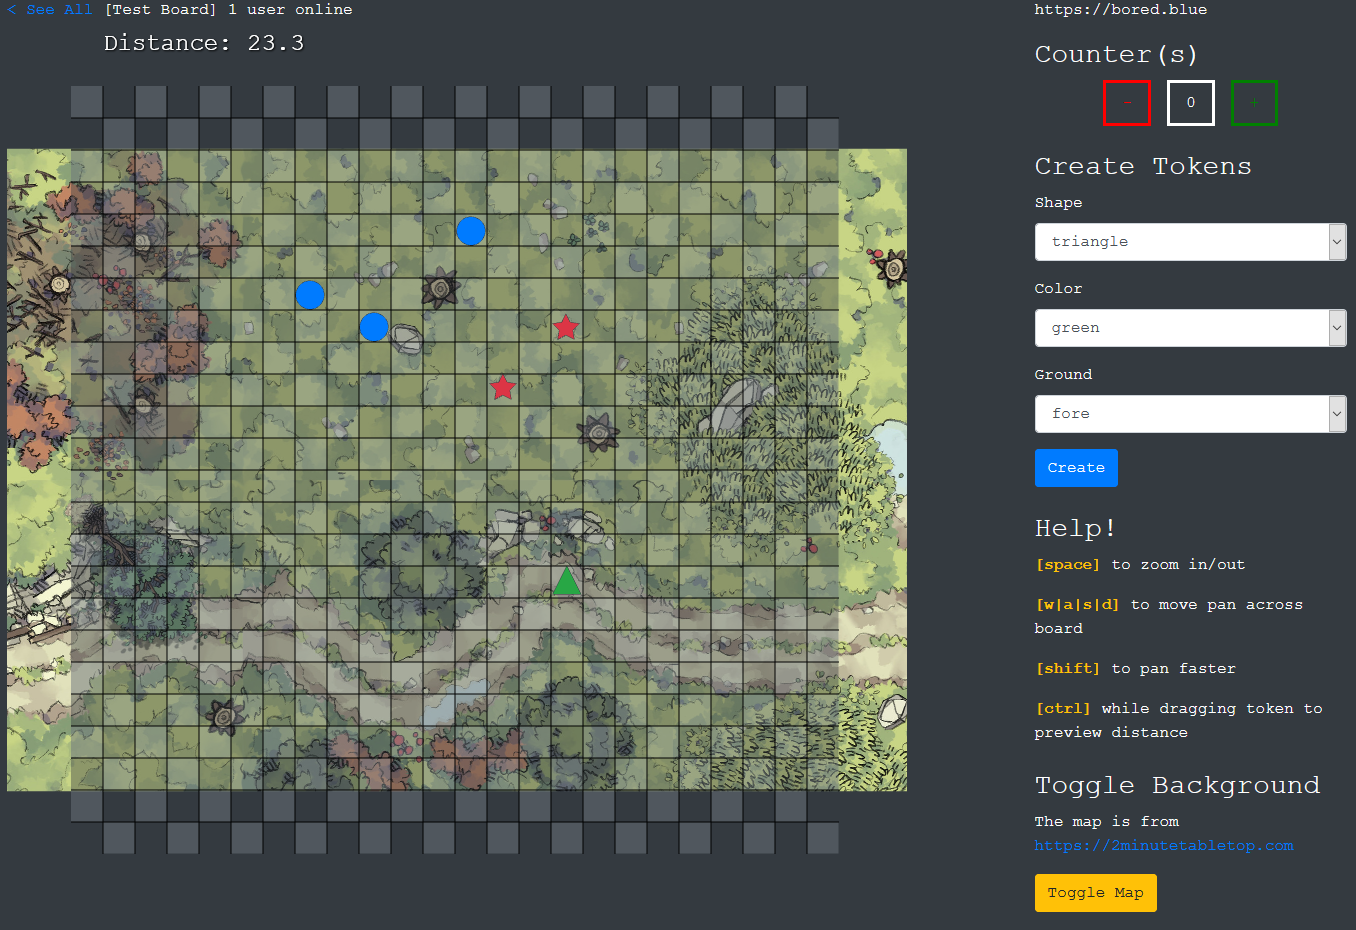 < See All [Test Board] 1 user online
Distance: 23.3
https://bored.blue
Counter(s)
- 0 +
Create Tokens
Shape
triangle
Color
green
Ground
fore
Create
Help!
[space] to zoom in/out
[w|a|s|d] to move pan across
board
[shift] to pan faster
[ctrl] while dragging token to
preview distance
Toggle Background
The map is from
https://2minutetabletop.com
Toggle Map